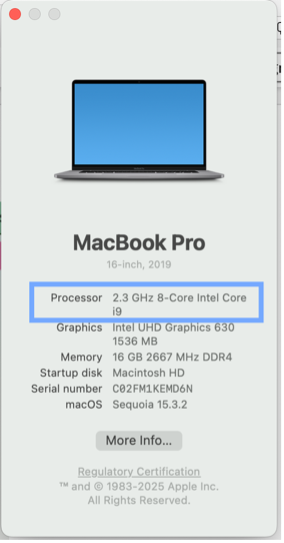 MacBook Pro
16-inch, 2019
Processor 2.3 GHz 8-Core Intel Core
i9
Graphics Intel UHD Graphics 630
1536 MB
Memory 16 GB 2667 MHz DDR4
Startup disk Macintosh HD
Serial number C02FM1KEMD6N
macOS Sequoia 15.3.2
More Info...
Regulatory Certification
™ and © 1983-2025 Apple Inc.
All Rights Reserved.